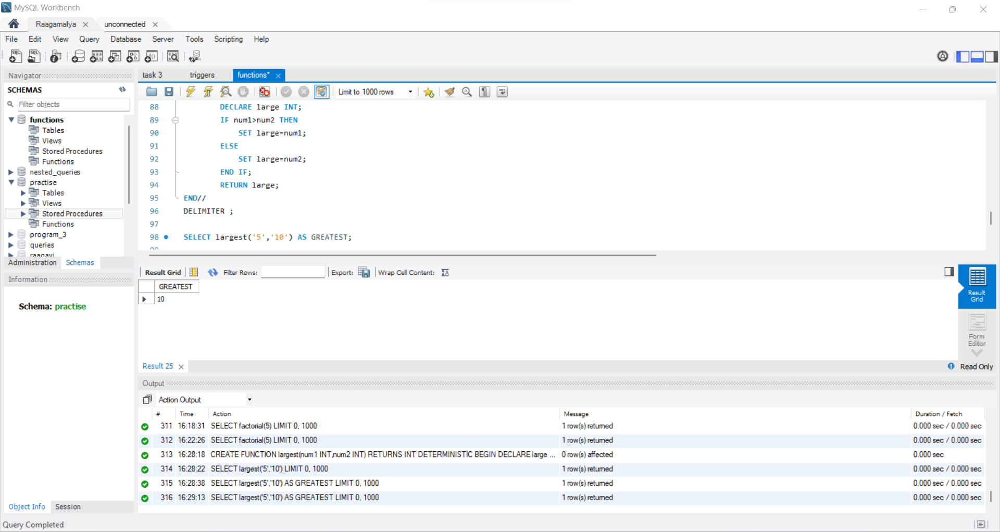 MySQL Workbench
Raagamalya
unconnected
File Edit View Query Database Server Tools Scripting Help
Navigator
SCHEMAS
Filter objects
functions
Tables
Views
Stored Procedures
Functions
nested_queries
practise
Tables
Views
Stored Procedures
Functions
program_3
queries
raagavi
Administration Schemas
Information
Schema: practise
Object Info Session
task 3 triggers functions*
Limit to 1000 rows
88 DECLARE large INT;
89 IF num1>num2 THEN
90 SET large=num1;
91 ELSE
92 SET large=num2;
93 END IF;
94 RETURN large;
95 END//
96 DELIMITER ;
97
98 SELECT largest('5','10') AS GREATEST;
99
Result Grid Filter Rows: Export: Wrap Cell Content:
GREATEST
10
Result Grid
Form Editor
Result 25
Read Only
Output
Action Output
# Time Action Message Duration / Fetch
311 16:18:31 SELECT factorial(5) LIMIT 0, 1000 1 row(s) returned 0.000 sec / 0.000 sec
312 16:22:26 SELECT factorial(5) LIMIT 0, 1000 1 row(s) returned 0.000 sec / 0.000 sec
313 16:28:18 CREATE FUNCTION largest(num1 INT,num2 INT) RETURNS INT DETERMINISTIC BEGIN DECLARE large ... 0 row(s) affected 0.000 sec
314 16:28:22 SELECT largest('5','10') LIMIT 0, 1000 1 row(s) returned 0.000 sec / 0.000 sec
315 16:28:38 SELECT largest('5','10') AS GREATEST LIMIT 0, 1000 1 row(s) returned 0.000 sec / 0.000 sec
316 16:29:13 SELECT largest('5','10') AS GREATEST LIMIT 0, 1000 1 row(s) returned 0.000 sec / 0.000 sec
Query Completed